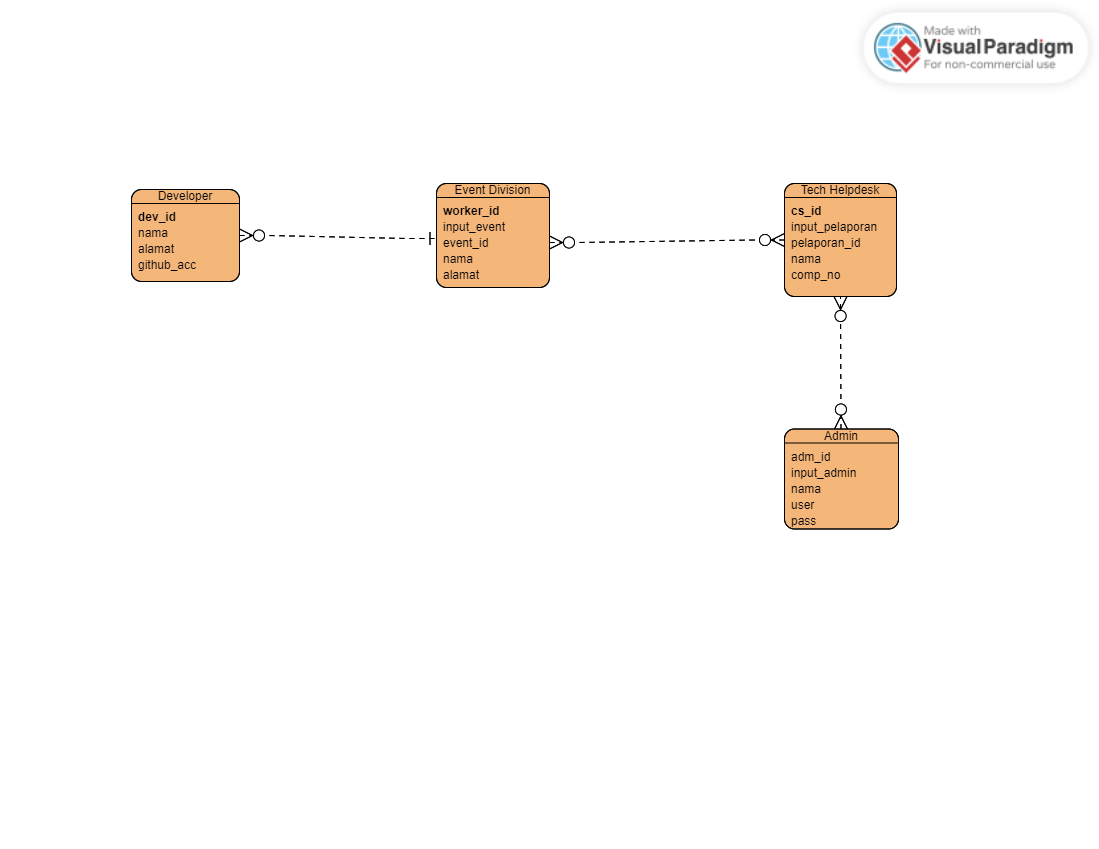 Made with
Visual Paradigm
For non-commercial use
Developer
dev_id
nama
alamat
github_acc
Event Division
worker_id
input_event
event_id
nama
alamat
Tech Helpdesk
cs_id
input_pelaporan
pelaporan_id
nama
comp_no
Admin
adm_id
input_admin
nama
user
pass